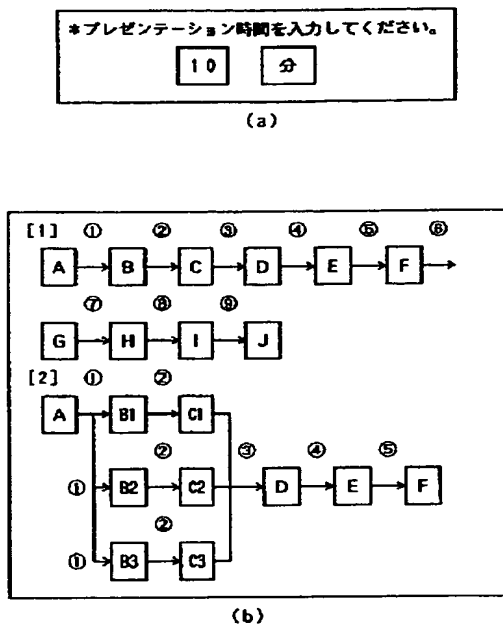 *プレゼンテーション時間を入力してください。
10 分
(a)
[1] ① ② ③ ④ ⑤ ⑥
A B C D E F
⑦ ⑧ ⑨
G H I J
[2] ① ②
A B1 C1
② ③ ④ ⑤
① B2 C2 D E F
②
① B3 C3
(b)